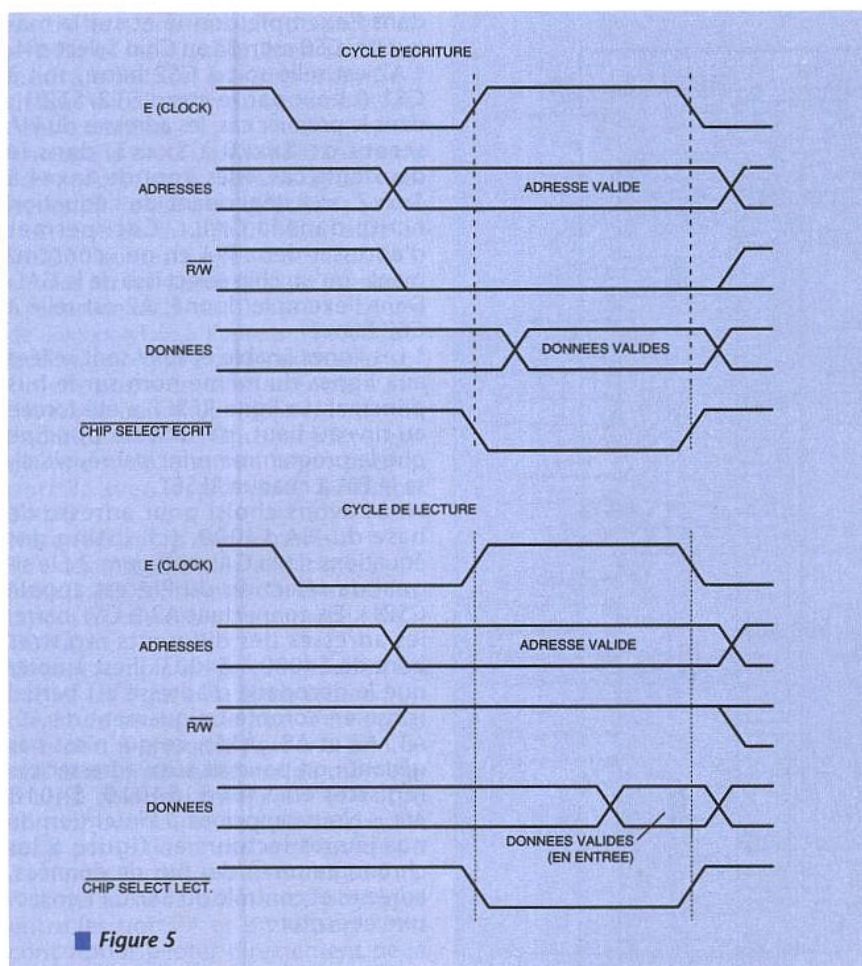 CYCLE D'ECRITURE
E (CLOCK)
ADRESSES
ADRESSE VALIDE
R/W
DONNEES
DONNEES VALIDES
CHIP SELECT ECRIT
CYCLE DE LECTURE
E (CLOCK)
ADRESSES
ADRESSE VALIDE
R/W
DONNEES
DONNEES VALIDES
(EN ENTREE)
CHIP SELECT LECT.
Figure 5